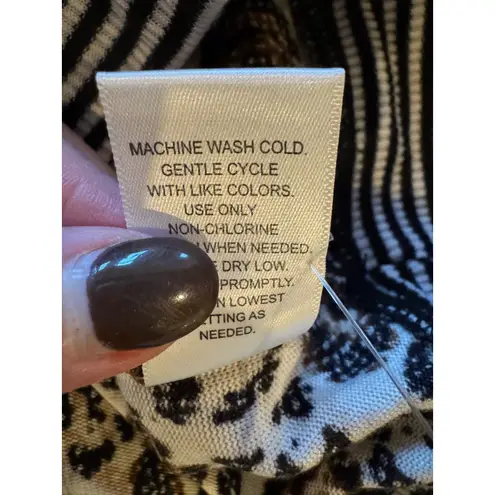 MACHINE WASH COLD.
GENTLE CYCLE
WITH LIKE COLORS.
USE ONLY
NON-CHLORINE
WHEN NEEDED.
DRY LOW.
PROMPTLY.
LOWEST
AS
NEEDED.